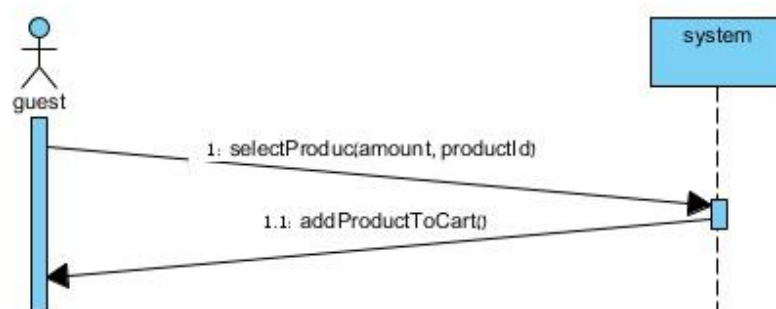 system
guest
1: selectProduc(amount, productId)
1.1: addProductToCart()